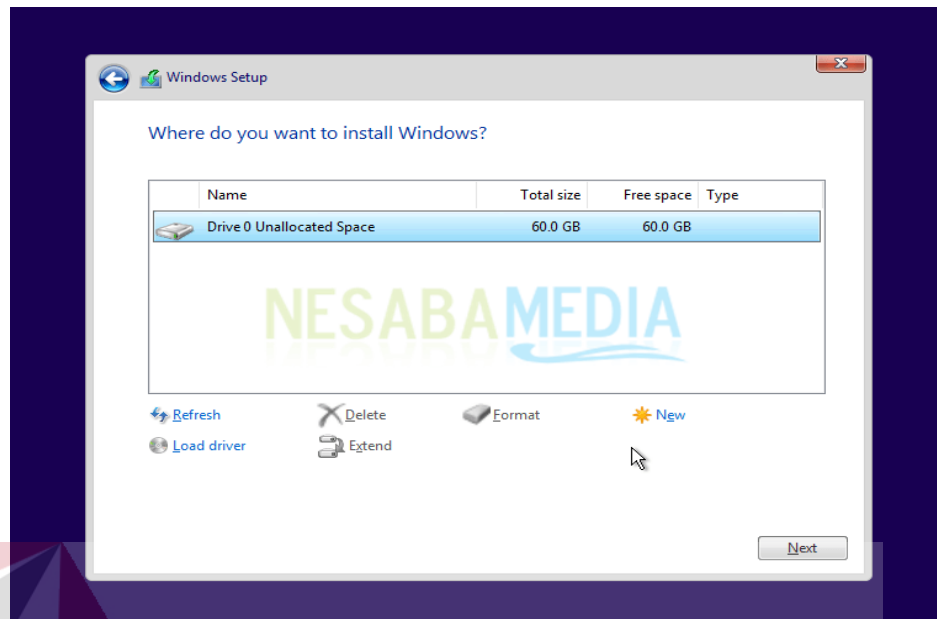 Windows Setup
Where do you want to install Windows?
Name Total size Free space Type
Drive 0 Unallocated Space 60.0 GB 60.0 GB
NESABAMEDIA
Refresh Delete Format New
Load driver Extend
Next